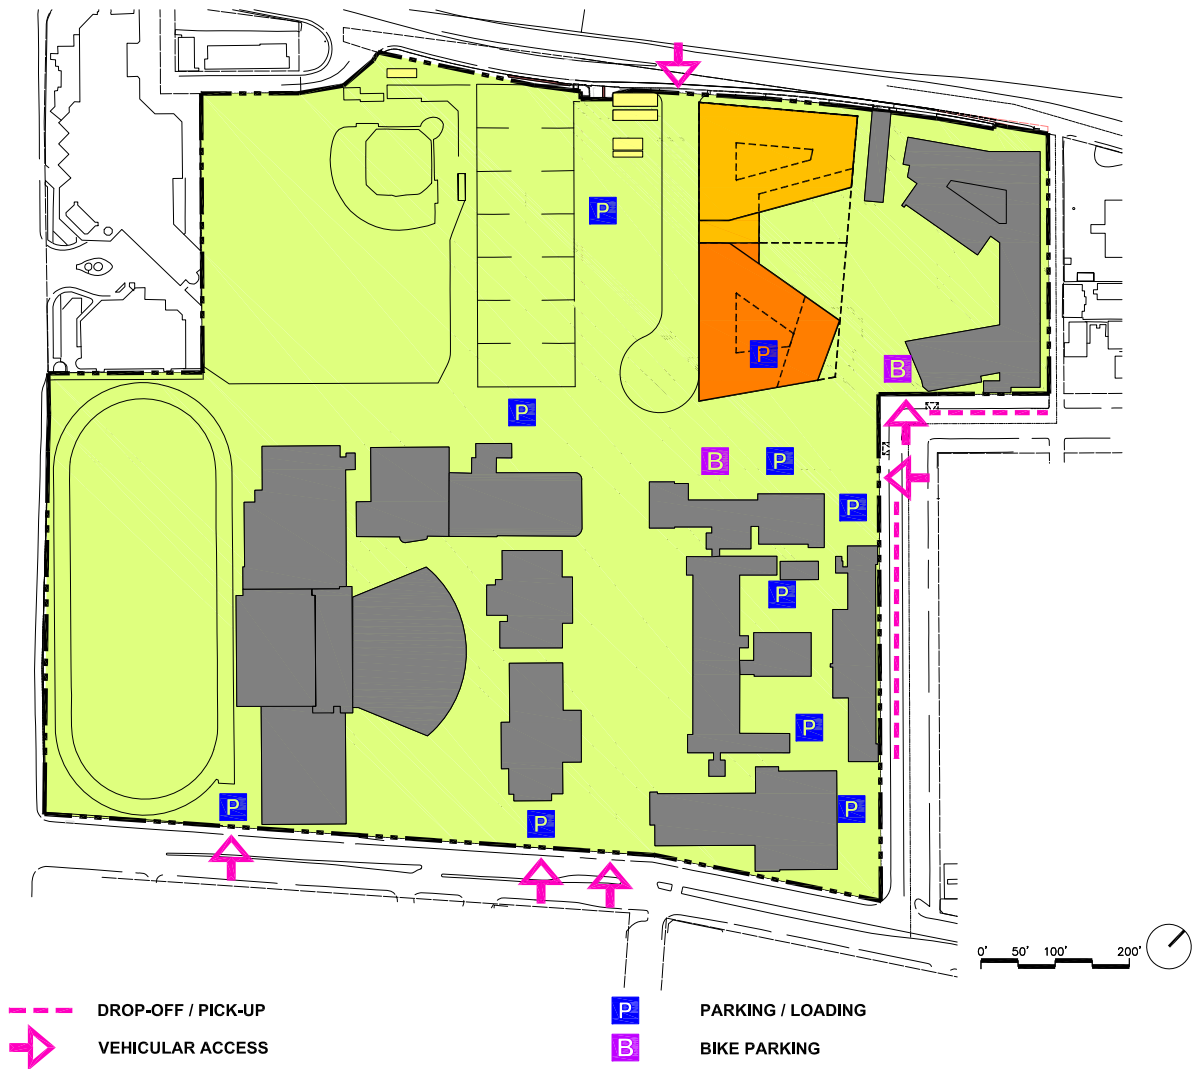 P
P
P
B
B
P
P
P
P
P
P
P
0' 50' 100' 200'
DROP-OFF / PICK-UP
P PARKING / LOADING
VEHICULAR ACCESS
B BIKE PARKING